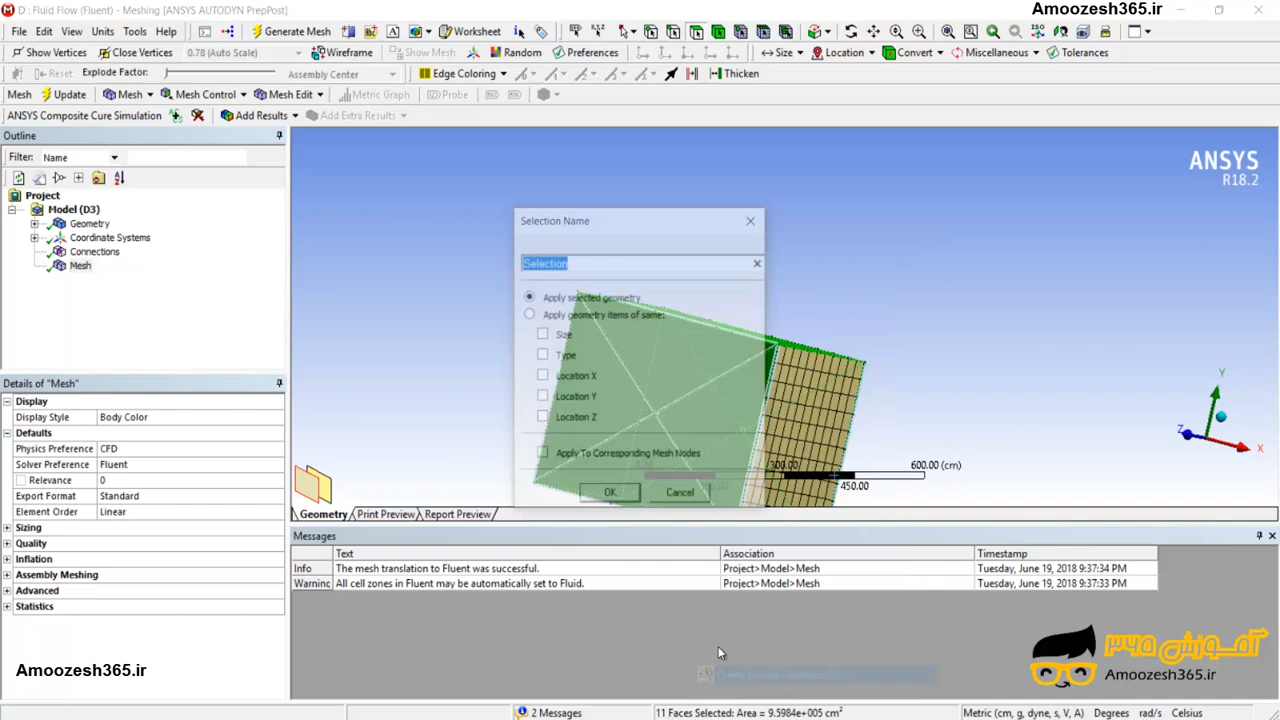 D : Fluid Flow (Fluent) - Meshing [ANSYS AUTODYN PrepPost]
Amoozesh365.ir
File Edit View Units Tools Help Generate Mesh Worksheet
Show Vertices Close Vertices 0.78 (Auto Scale) Wireframe Show Mesh Random Preferences Size Location Convert Miscellaneous Tolerances
Reset Explode Factor: Assembly Center Edge Coloring Thicken
Mesh Update Mesh Mesh Control Mesh Edit Metric Graph Probe
ANSYS Composite Cure Simulation Add Results Add Extra Results
Outline
Filter: Name
Project
Model (D3)
Geometry
Coordinate Systems
Connections
Mesh
Details of "Mesh"
Display
Display Style Body Color
Defaults
Physics Preference CFD
Solver Preference Fluent
Relevance 0
Export Format Standard
Element Order Linear
Sizing
Quality
Inflation
Assembly Meshing
Advanced
Statistics
Amoozesh365.ir
ANSYS
R18.2
Selection Name
Selection
Apply selected geometry
Apply geometry items of same:
Size
Type
Location X
Location Y
Location Z
Apply To Corresponding Mesh Nodes
OK Cancel
0.00 300.00 600.00 (cm)
450.00
Y
Z X
Geometry Print Preview Report Preview
Messages
Text Association Timestamp
Info The mesh translation to Fluent was successful. Project>Model>Mesh Tuesday, June 19, 2018 9:37:34 PM
Warning All cell zones in Fluent may be automatically set to Fluid. Project>Model>Mesh Tuesday, June 19, 2018 9:37:33 PM
آموزش ۳۶۵
Amoozesh365.ir
2 Messages 11 Faces Selected: Area = 9.5984e+005 cm² Metric (cm, g, dyne, s, V, A) Degrees rad/s Celsius